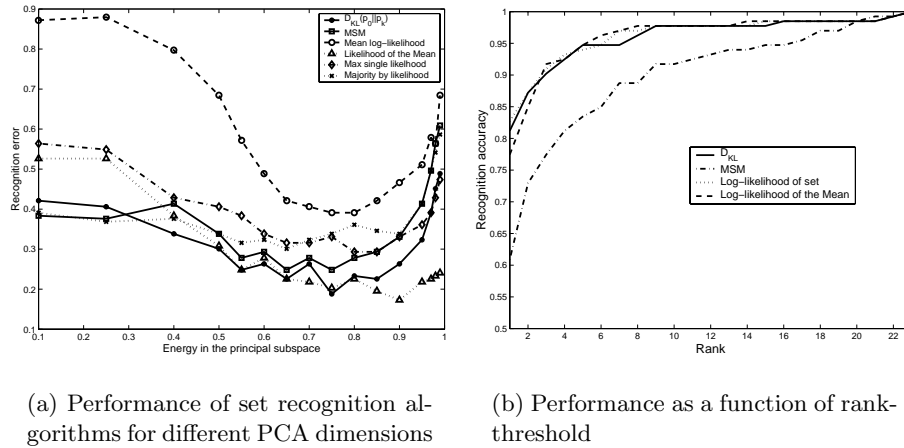 Recognition error
0.9
0.8
0.7
0.6
0.5
0.4
0.3
0.2
0.1
D_KL(p_0||p_k)
MSM
Mean log-likelihood
Likelihood of the Mean
Max single likelhood
Majority by likelihood
0.1 0.2 0.3 0.4 0.5 0.6 0.7 0.8 0.9 1
Energy in the principal subspace
Recognition accuracy
1
0.95
0.9
0.85
0.8
0.75
0.7
0.65
0.6
0.55
0.5
D_KL
MSM
Log-likelihood of set
Log-likelihood of the Mean
2 4 6 8 10 12 14 16 18 20 22
Rank
(a) Performance of set recognition al-
gorithms for different PCA dimensions
(b) Performance as a function of rank-
threshold